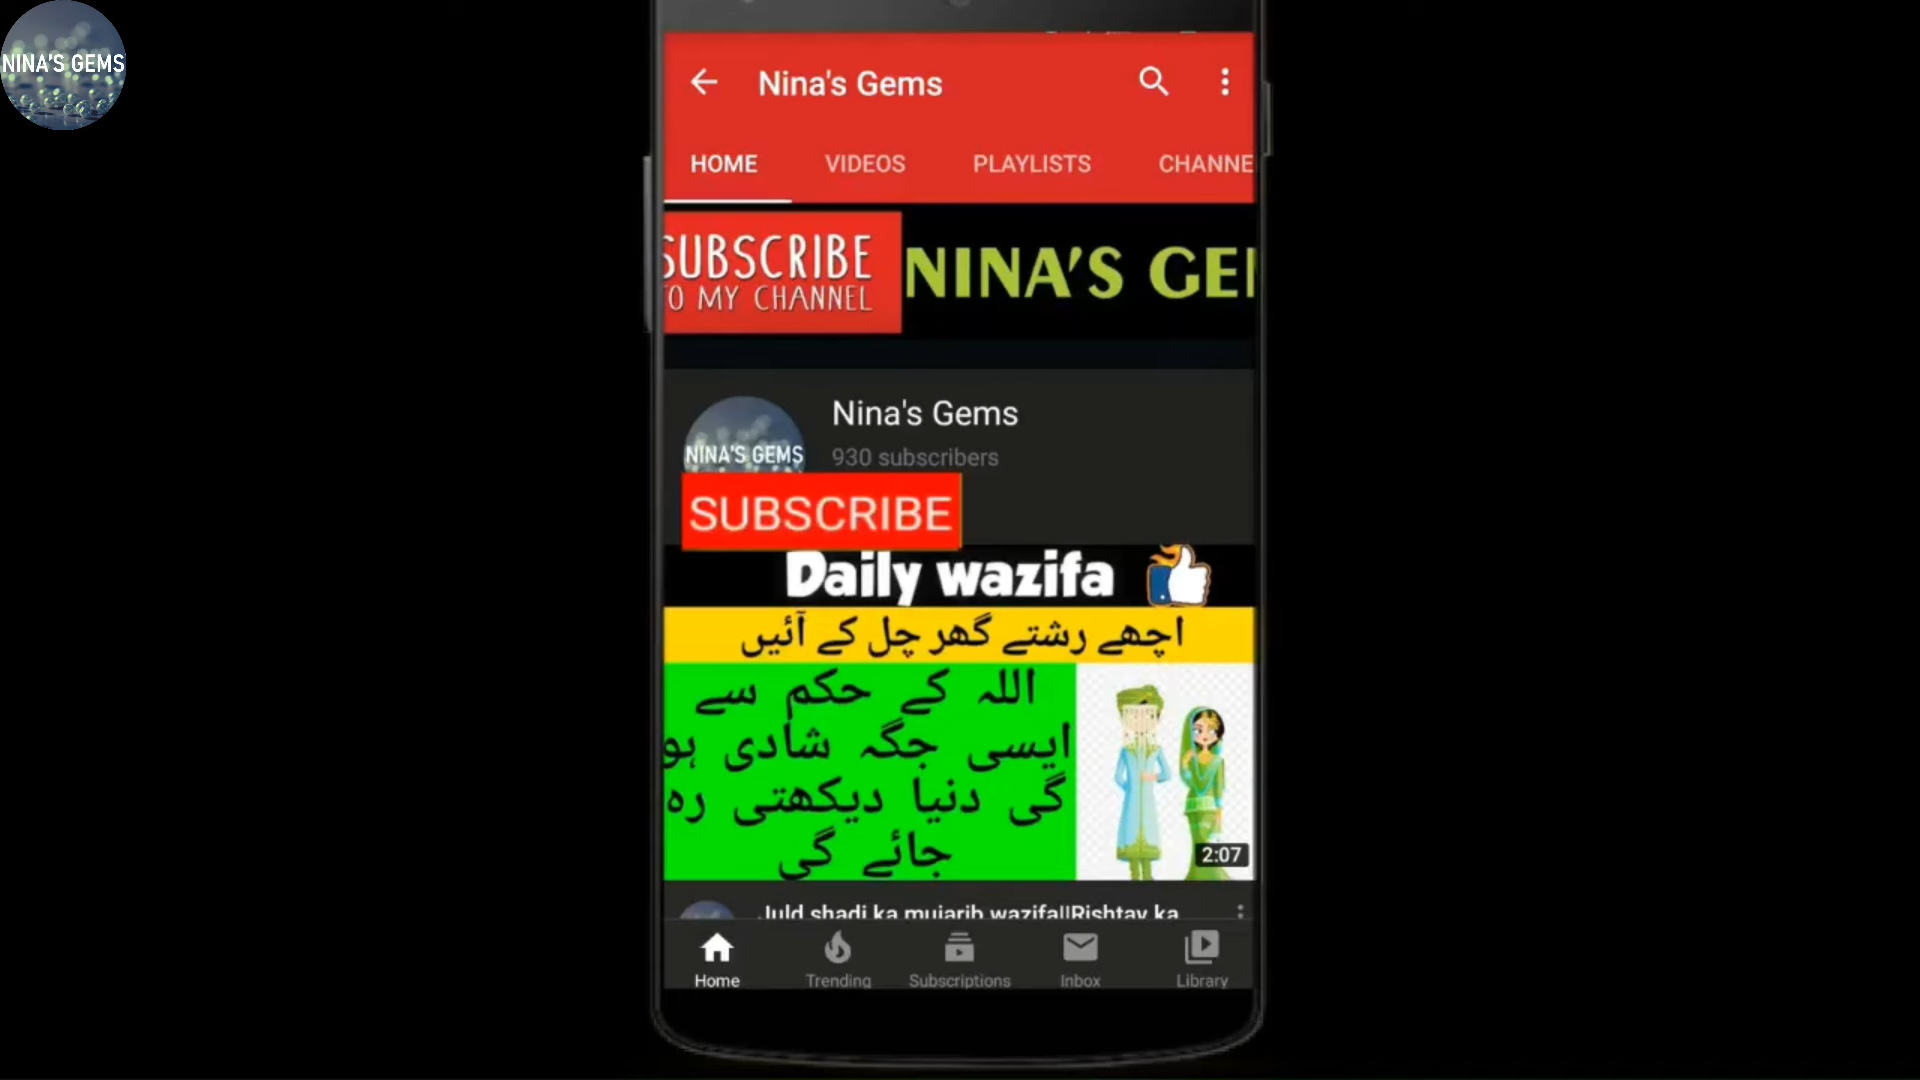 NINA'S GEMS
Nina's Gems
HOME VIDEOS PLAYLISTS CHANNE
SUBSCRIBE
TO MY CHANNEL
NINA'S GE
Nina's Gems
NINA'S GEMS
930 subscribers
SUBSCRIBE
Daily wazifa
اچھے رشتے گھر چل کے آئیں
اللہ کے حکم سے
ایسی جگہ شادی ہو
گی دنیا دیکھتی رہ
جائے گی
2:07
Juld shadi ka mujarib wazifa||Rishtay ka
Home Trending Subscriptions Inbox Library